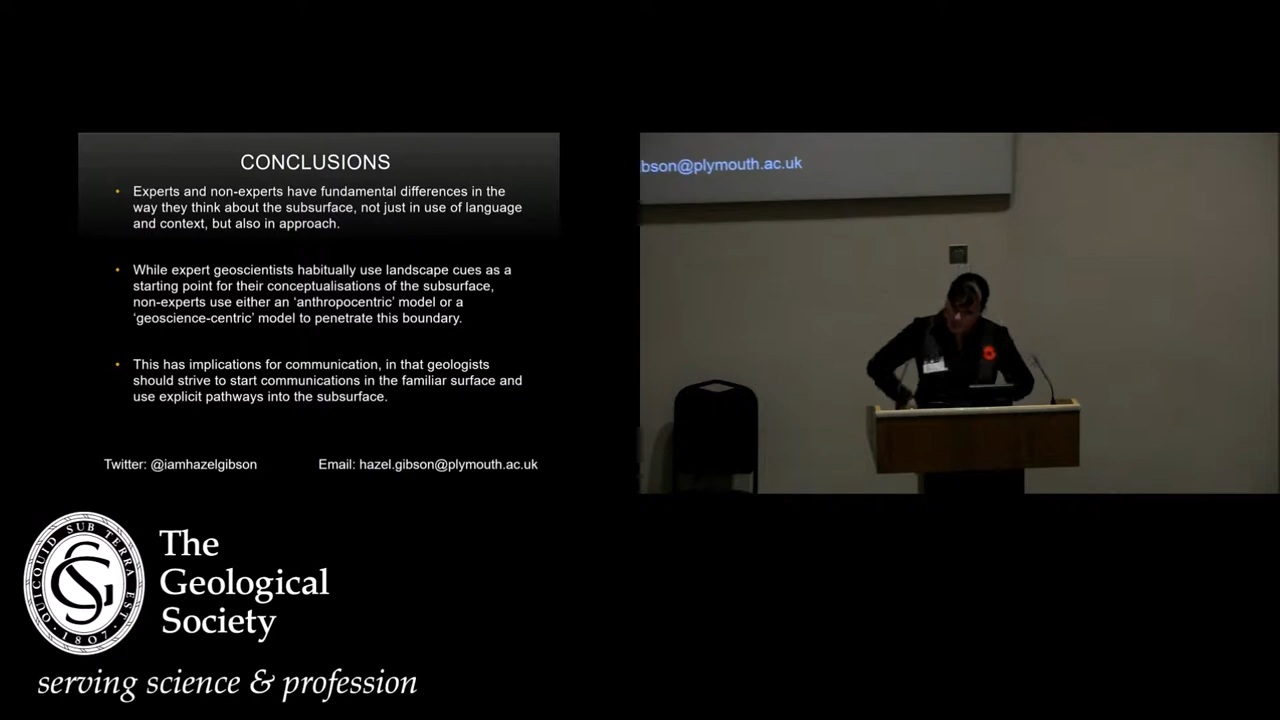 CONCLUSIONS
• Experts and non-experts have fundamental differences in the
way they think about the subsurface, not just in use of language
and context, but also in approach.
• While expert geoscientists habitually use landscape cues as a
starting point for their conceptualisations of the subsurface,
non-experts use either an ‘anthropocentric’ model or a
‘geoscience-centric’ model to penetrate this boundary.
• This has implications for communication, in that geologists
should strive to start communications in the familiar surface and
use explicit pathways into the subsurface.
Twitter: @iamhazelgibson
Email: hazel.gibson@plymouth.ac.uk
bson@plymouth.ac.uk
QUICQUID SUB TERRA EST
GS
·1807·
The
Geological
Society
serving science & profession